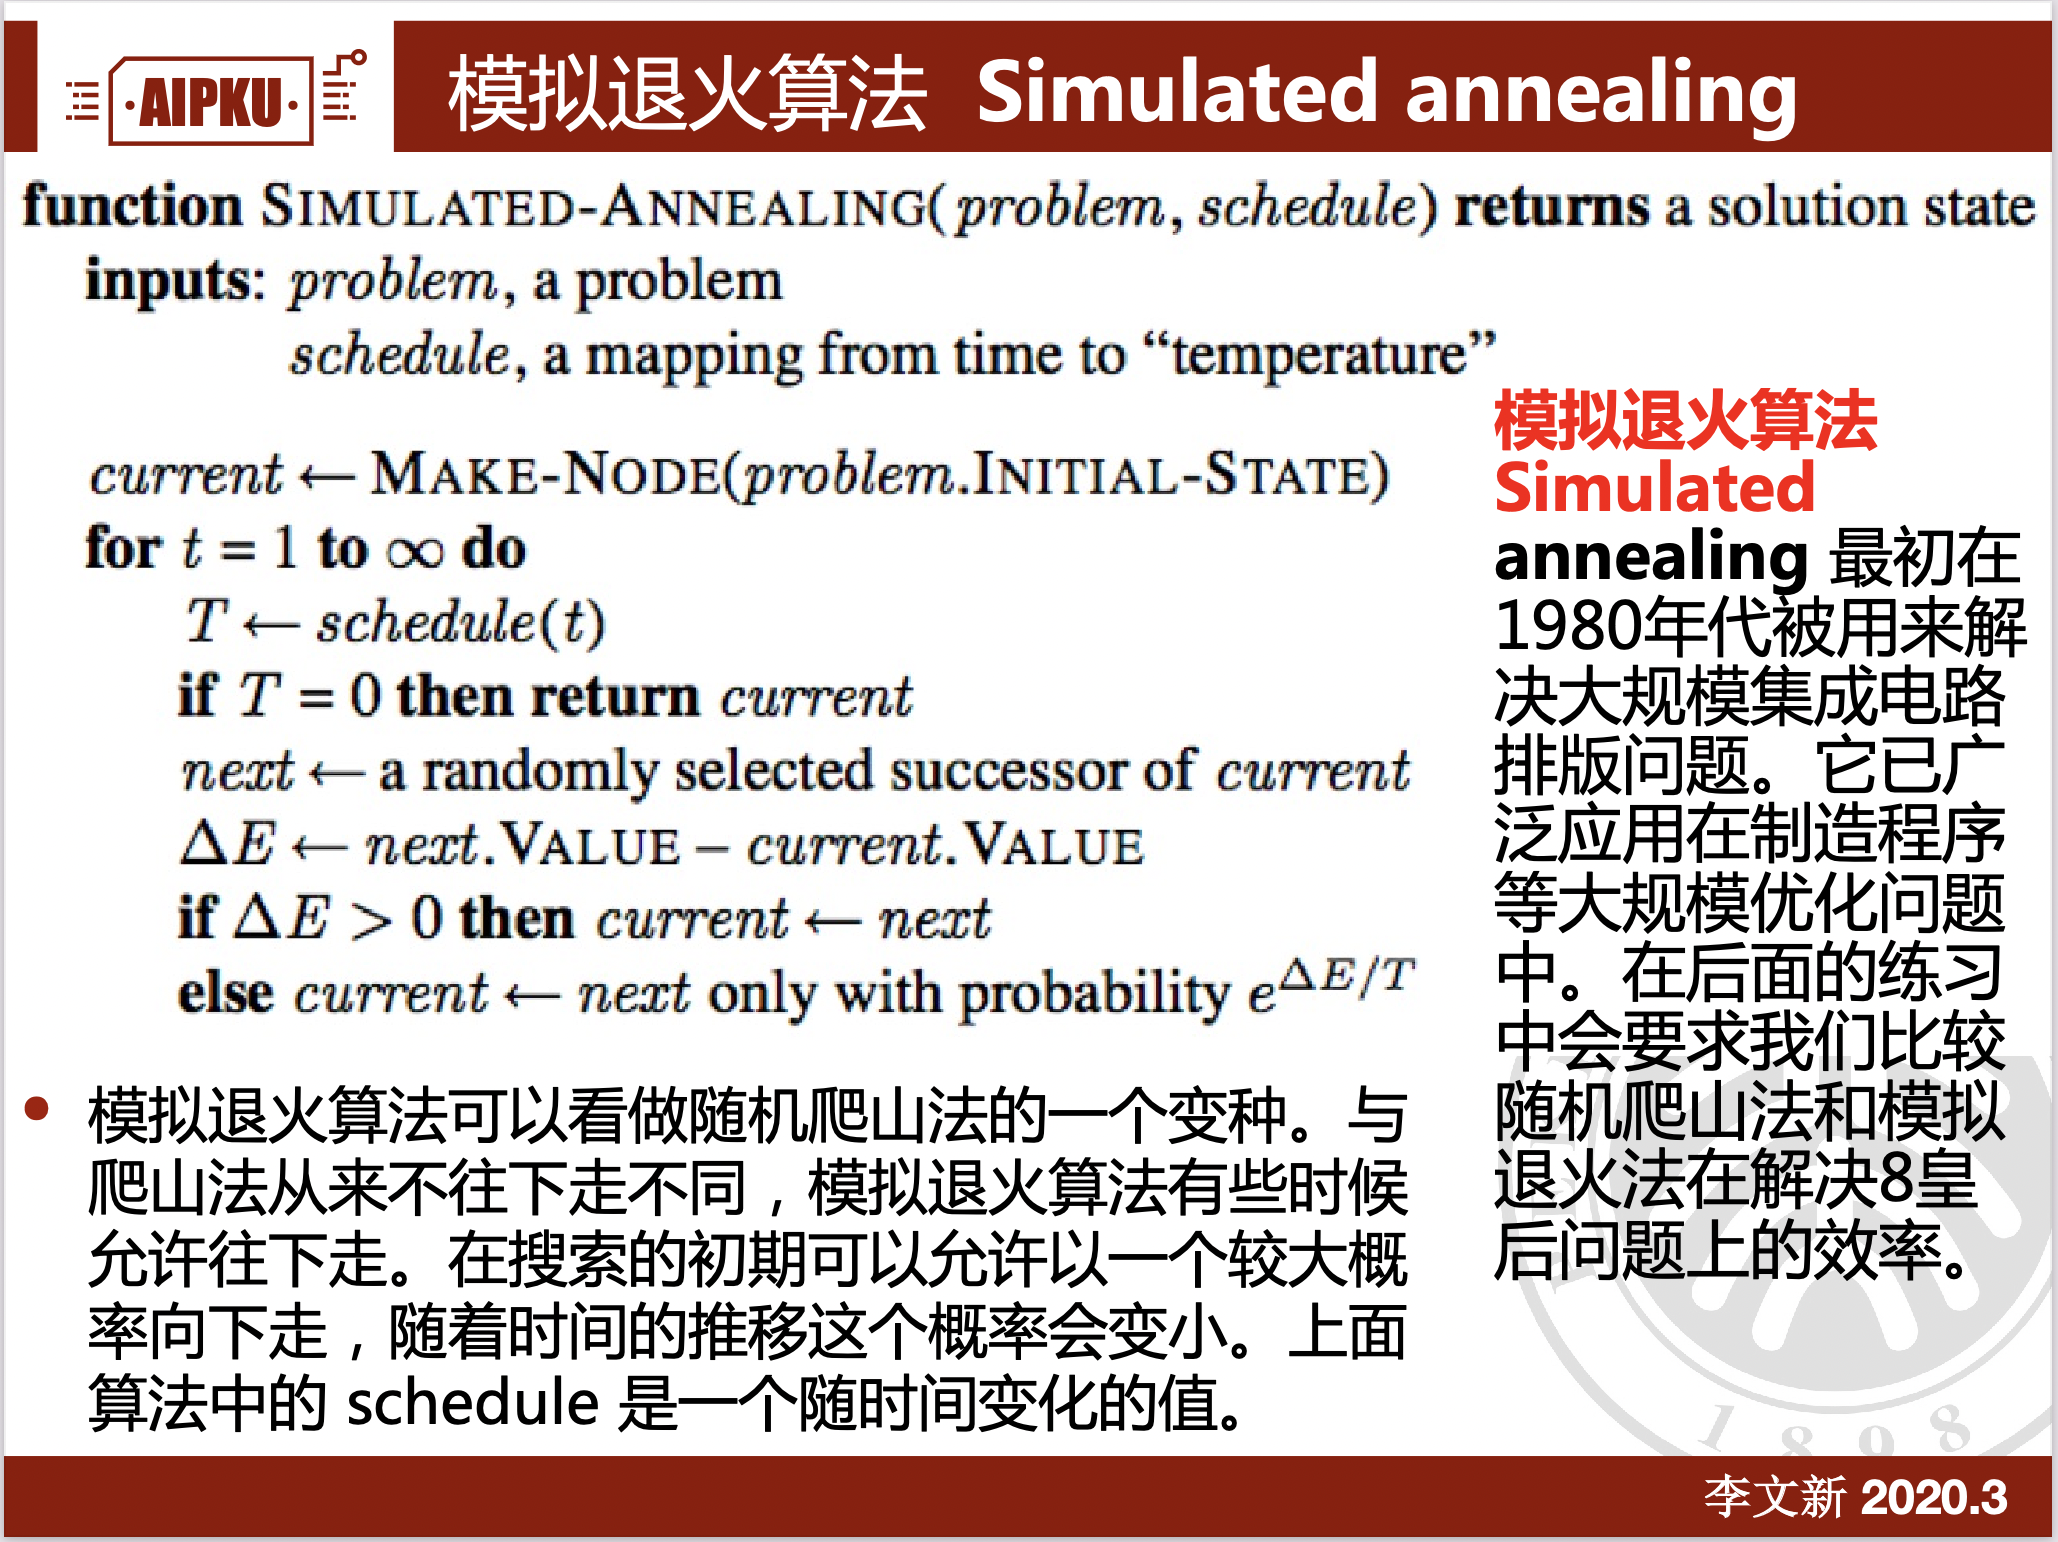 AIPKU
模拟退火算法 Simulated annealing
function SIMULATED-ANNEALING(problem, schedule) returns a solution state
inputs: problem, a problem
schedule, a mapping from time to “temperature”
current ← MAKE-NODE(problem.INITIAL-STATE)
for t = 1 to ∞ do
T ← schedule(t)
if T = 0 then return current
next ← a randomly selected successor of current
ΔE ← next.VALUE – current.VALUE
if ΔE > 0 then current ← next
else current ← next only with probability e^{ΔE/T}
• 模拟退火算法可以看做随机爬山法的一个变种。与
爬山法从来不往下走不同，模拟退火算法有些时候
允许往下走。在搜索的初期可以允许以一个较大概
率向下走，随着时间的推移这个概率会变小。上面
算法中的 schedule 是一个随时间变化的值。
模拟退火算法
Simulated
annealing 最初在
1980年代被用来解
决大规模集成电路
排版问题。它已广
泛应用在制造程序
等大规模优化问题
中。在后面的练习
中会要求我们比较
随机爬山法和模拟
退火法在解决8皇
后问题上的效率。
1898
李文新 2020.3